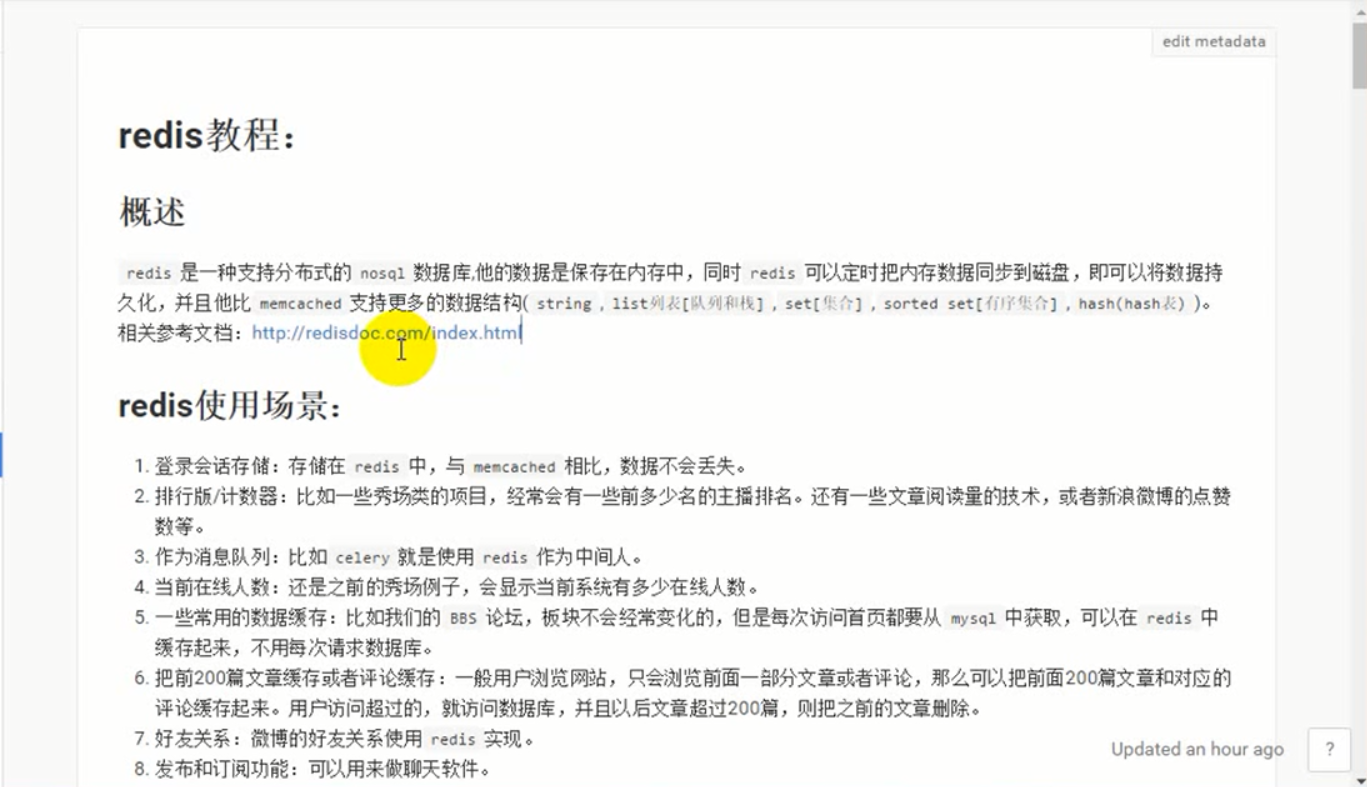 edit metadata
redis教程：
概述
redis 是一种支持分布式的 nosql 数据库,他的数据是保存在内存中，同时 redis 可以定时把内存数据同步到磁盘，即可以将数据持
久化，并且他比 memcached 支持更多的数据结构( string , list列表[队列和栈] , set[集合] , sorted set[有序集合] , hash(hash表) )。
相关参考文档：http://redisdoc.com/index.html
redis使用场景：
1. 登录会话存储：存储在 redis 中，与 memcached 相比，数据不会丢失。
2. 排行版/计数器：比如一些秀场类的项目，经常会有一些前多少名的主播排名。还有一些文章阅读量的技术，或者新浪微博的点赞
数等。
3. 作为消息队列：比如 celery 就是使用 redis 作为中间人。
4. 当前在线人数：还是之前的秀场例子，会显示当前系统有多少在线人数。
5. 一些常用的数据缓存：比如我们的 BBS 论坛，板块不会经常变化的，但是每次访问首页都要从 mysql 中获取，可以在 redis 中
缓存起来，不用每次请求数据库。
6. 把前200篇文章缓存或者评论缓存：一般用户浏览网站，只会浏览前面一部分文章或者评论，那么可以把前面200篇文章和对应的
评论缓存起来。用户访问超过的，就访问数据库，并且以后文章超过200篇，则把之前的文章删除。
7. 好友关系：微博的好友关系使用 redis 实现。
8. 发布和订阅功能：可以用来做聊天软件。
Updated an hour ago
?